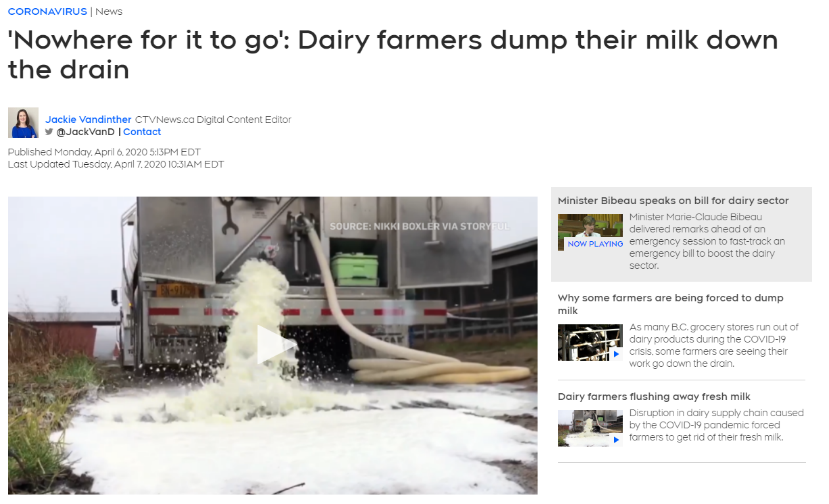 CORONAVIRUS | News
'Nowhere for it to go': Dairy farmers dump their milk down
the drain
Jackie Vandinther CTVNews.ca Digital Content Editor
@JackVanD | Contact
Published Monday, April 6, 2020 5:13PM EDT
Last Updated Tuesday, April 7, 2020 10:31AM EDT
SOURCE: NIKKI BOXLER VIA STORYFUL
Minister Bibeau speaks on bill for dairy sector
NOW PLAYING
Minister Marie-Claude Bibeau
delivered remarks ahead of an
emergency session to fast-track an
emergency bill to boost the dairy
sector.
Why some farmers are being forced to dump
milk
As many B.C. grocery stores run out of
dairy products during the COVID-19
crisis, some farmers are seeing their
work go down the drain.
Dairy farmers flushing away fresh milk
Disruption in dairy supply chain caused
by the COVID-19 pandemic forced
farmers to get rid of their fresh milk.